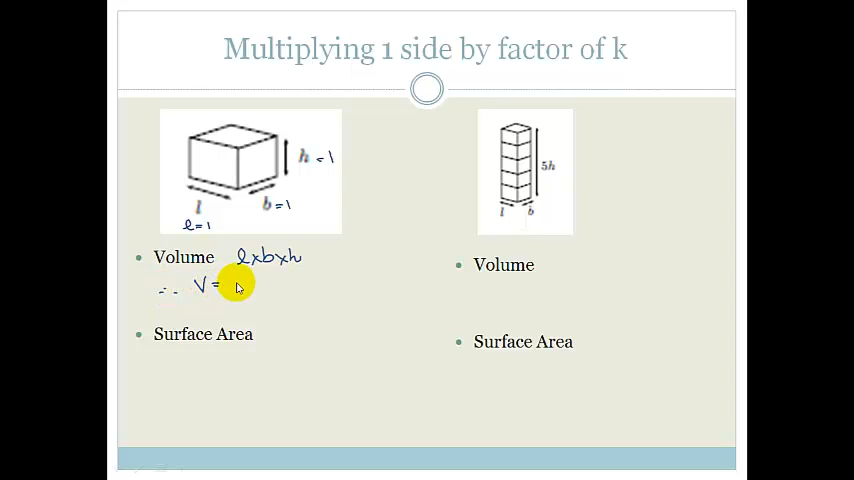 Multiplying 1 side by factor of k
h =1
b =1
l
l=1
• Volume l×b×h
∴ V=
• Surface Area
5h
l b
• Volume
• Surface Area